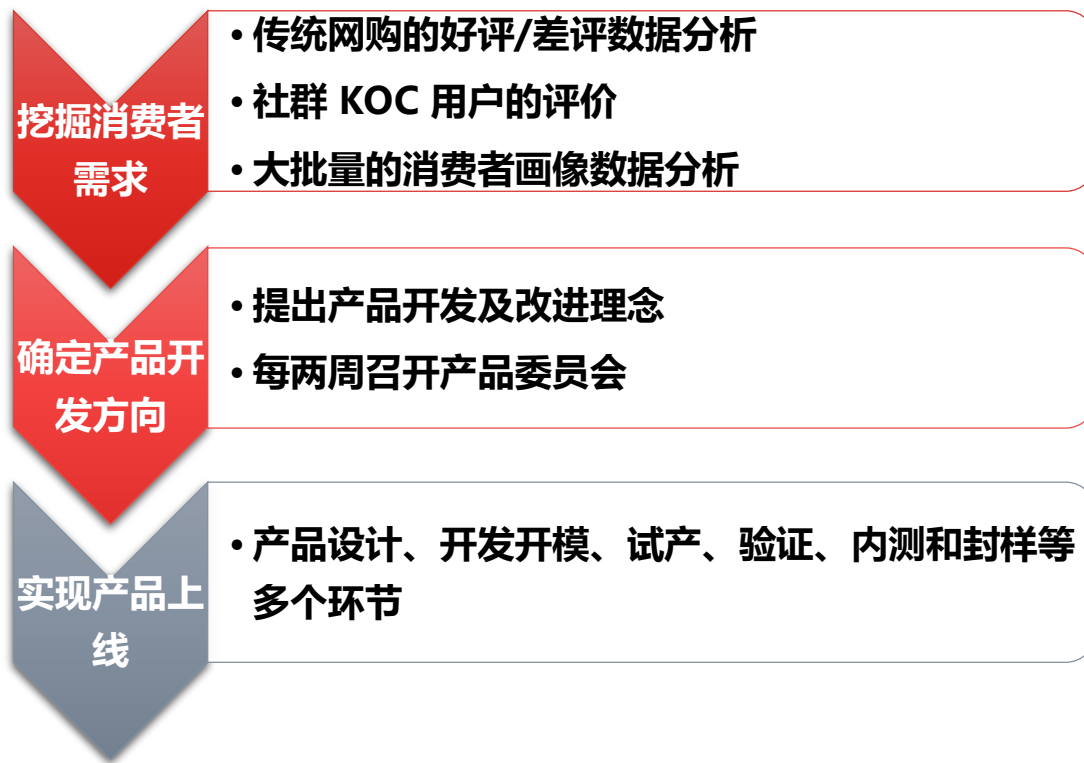 挖掘消费者
需求
• 传统网购的好评/差评数据分析
• 社群 KOC 用户的评价
• 大批量的消费者画像数据分析
确定产品开
发方向
• 提出产品开发及改进理念
• 每两周召开产品委员会
实现产品上
线
• 产品设计、开发开模、试产、验证、内测和封样等
多个环节